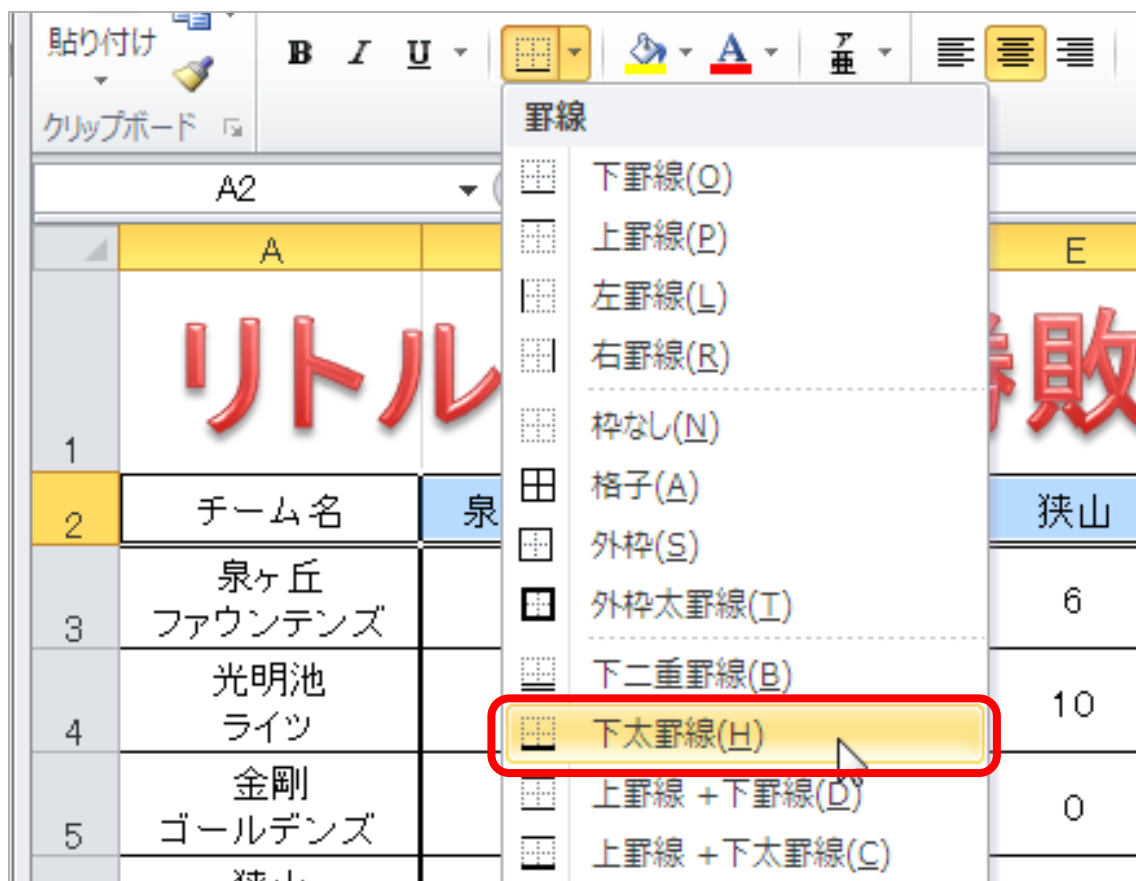 貼り付け
B I U A ア亜
クリップボード
罫線
A2
下罫線(O)
上罫線(P)
左罫線(L)
右罫線(R)
枠なし(N)
格子(A)
外枠(S)
外枠太罫線(T)
下二重罫線(B)
下太罫線(H)
上罫線 +下罫線(D)
上罫線 +下太罫線(C)
A E
1 リトル 敗
2 チーム名 泉 狭山
3 泉ヶ丘
ファウンテンズ 6
4 光明池
ライツ 10
5 金剛
ゴールデンズ 0
狭山